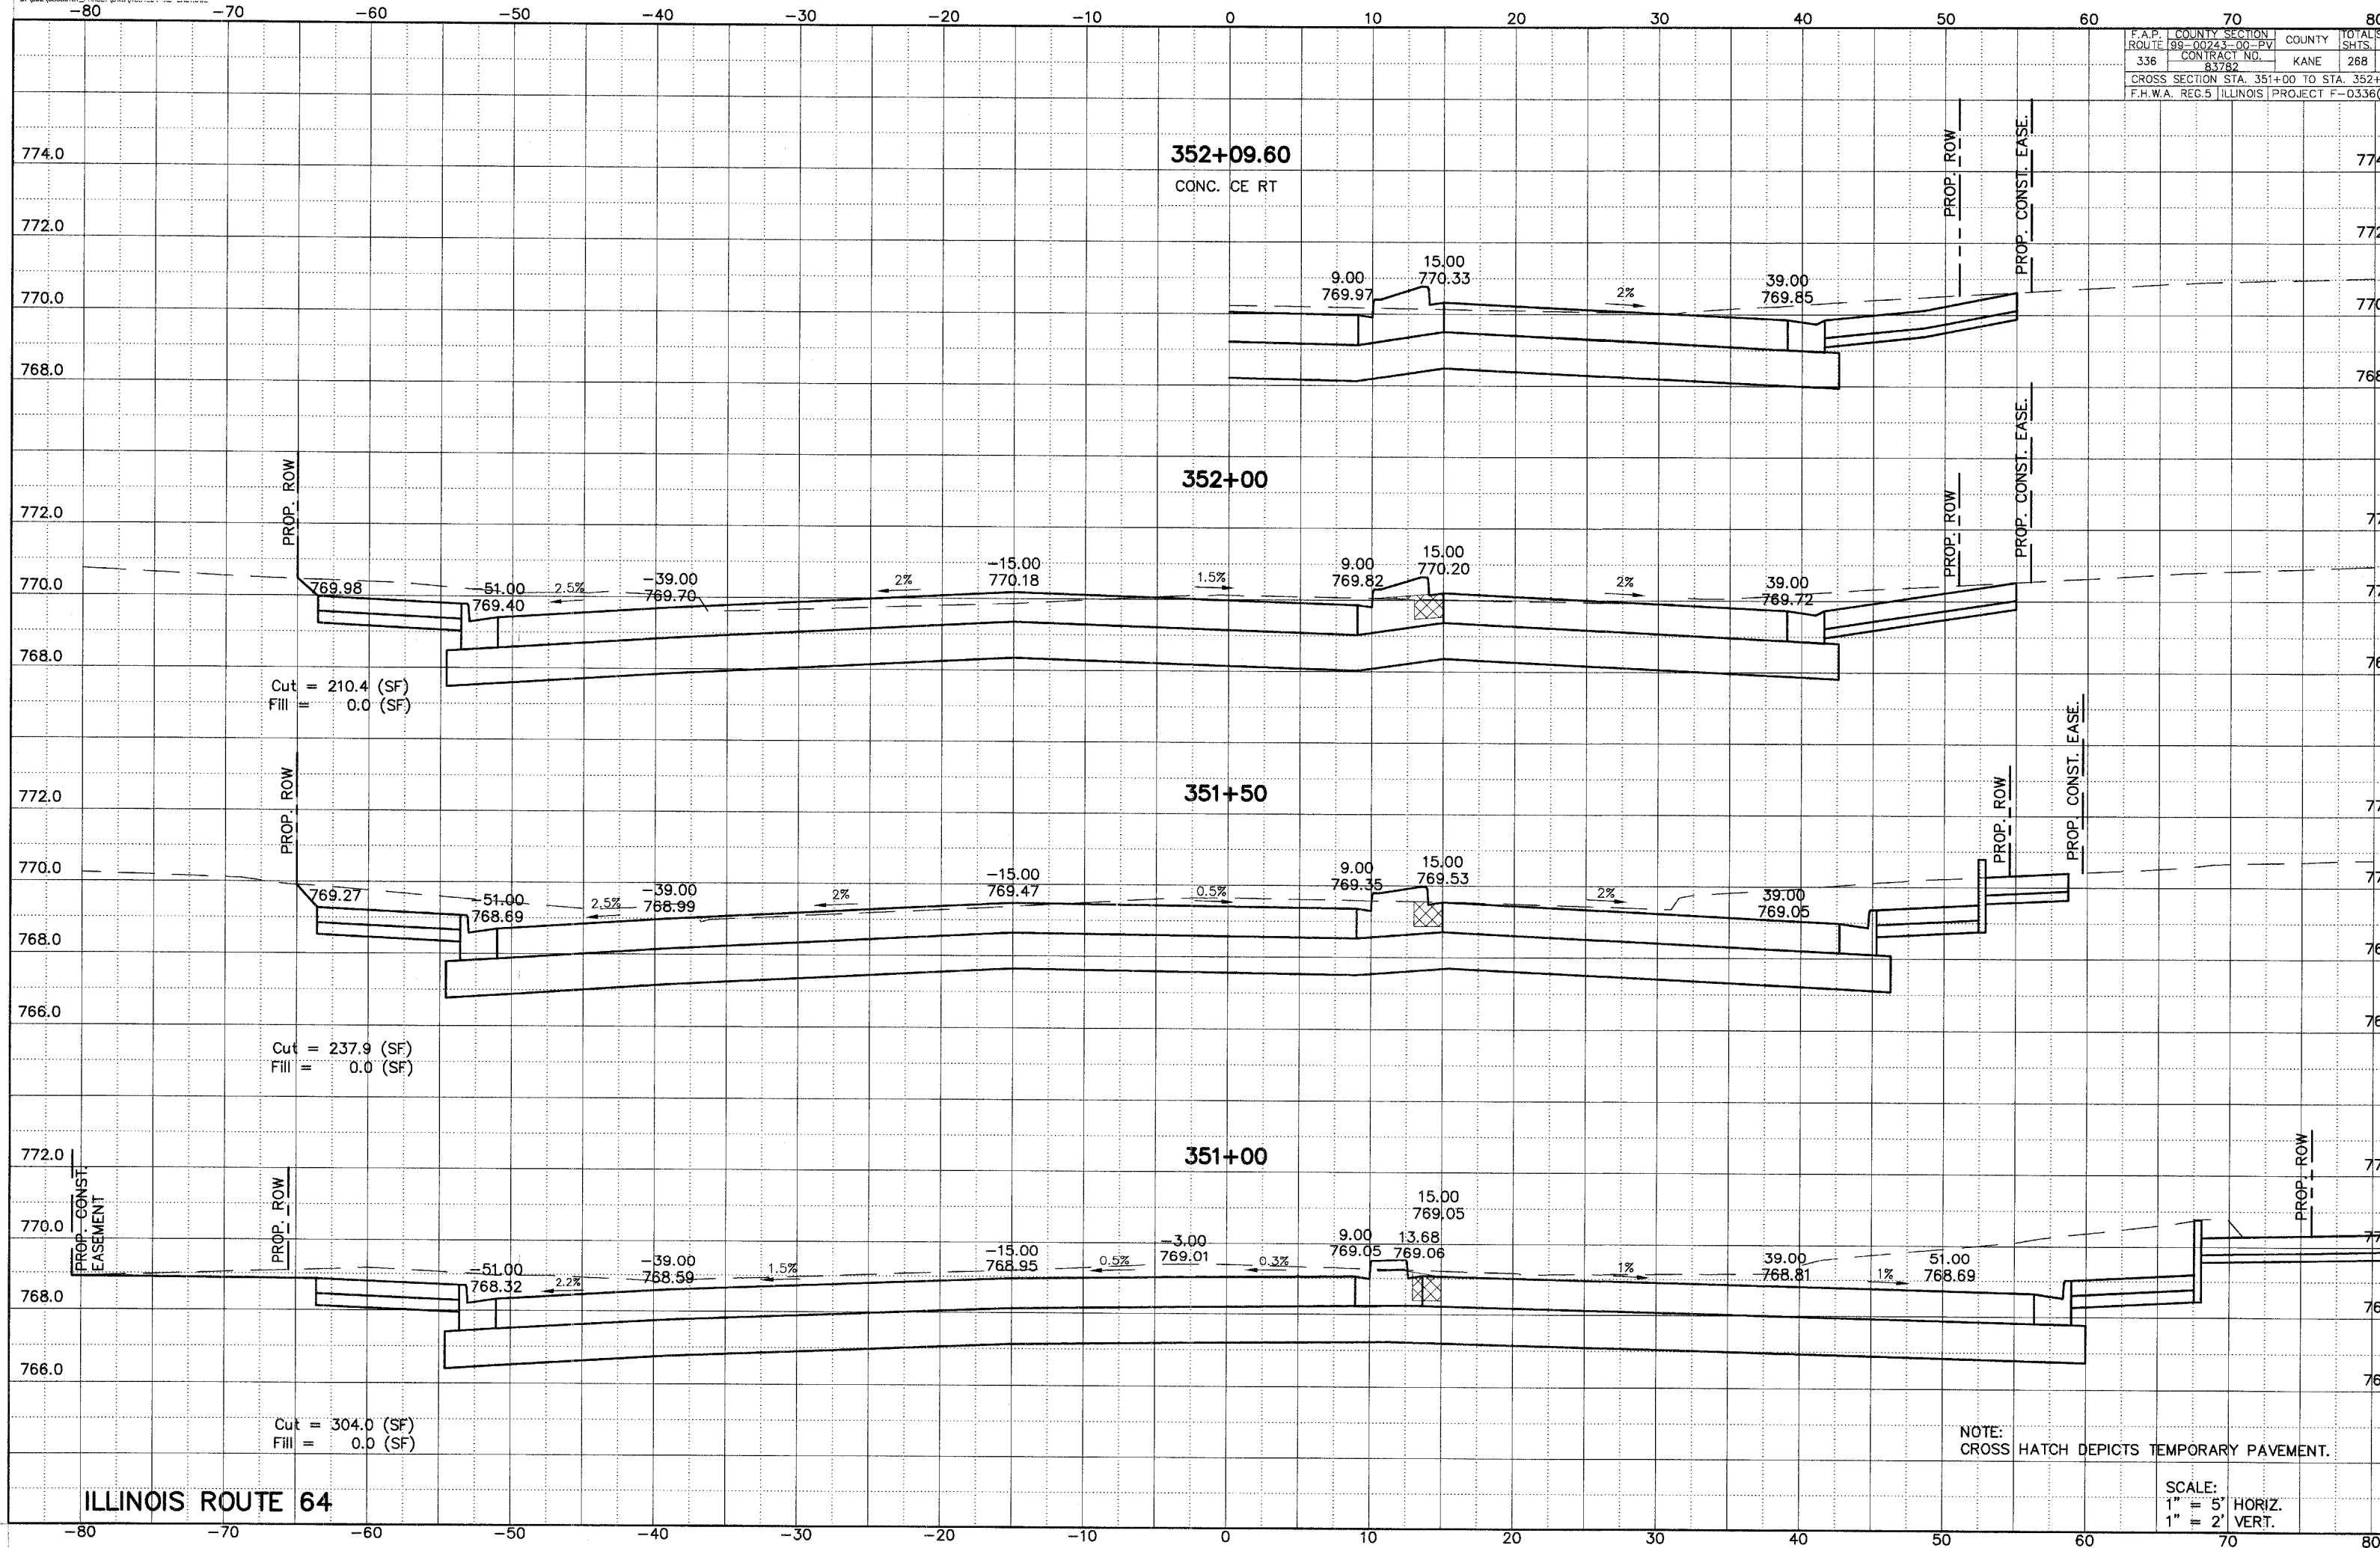 -80 -70 -60 -50 -40 -30 -20 -10 0 10 20 30 40 50 60 70
F.A.P. ROUTE COUNTY SECTION COUNTY TOTAL SHTS.
99-00243-00-PV
336 CONTRACT NO. KANE 268
83782
CROSS SECTION STA. 351+00 TO STA. 352+
F.H.W.A. REG.5 ILLINOIS PROJECT F-0336(
774.0
352+09.60
CONC. CE RT
PROP. ROW
PROP. CONST. EASE.
772.0
9.00
769.97
15.00
770.33
2%
39.00
769.85
770.0
768.0
PROP. ROW
352+00
PROP. ROW
PROP. CONST. EASE.
772.0
770.0
769.98
-51.00
769.40
2.5%
-39.00
769.70
2%
-15.00
770.18
1.5%
9.00
769.82
15.00
770.20
2%
39.00
769.72
768.0
Cut = 210.4 (SF)
Fill = 0.0 (SF)
PROP. ROW
351+50
PROP. ROW
PROP. CONST. EASE.
772.0
770.0
769.27
-51.00
768.69
2.5%
-39.00
768.99
2%
-15.00
769.47
0.5%
9.00
769.35
15.00
769.53
2%
39.00
769.05
768.0
766.0
Cut = 237.9 (SF)
Fill = 0.0 (SF)
772.0
351+00
PROP. CONST.
EASEMENT
PROP. ROW
PROP. ROW
770.0
-51.00
768.32
2.2%
-39.00
768.59
1.5%
-15.00
768.95
0.5%
-3.00
769.01
0.3%
9.00
769.05
13.68
769.06
15.00
769.05
1%
39.00
768.81
1%
51.00
768.69
768.0
766.0
Cut = 304.0 (SF)
Fill = 0.0 (SF)
NOTE:
CROSS HATCH DEPICTS TEMPORARY PAVEMENT.
ILLINOIS ROUTE 64
SCALE:
1" = 5' HORIZ.
1" = 2' VERT.
-80 -70 -60 -50 -40 -30 -20 -10 0 10 20 30 40 50 60 70 80